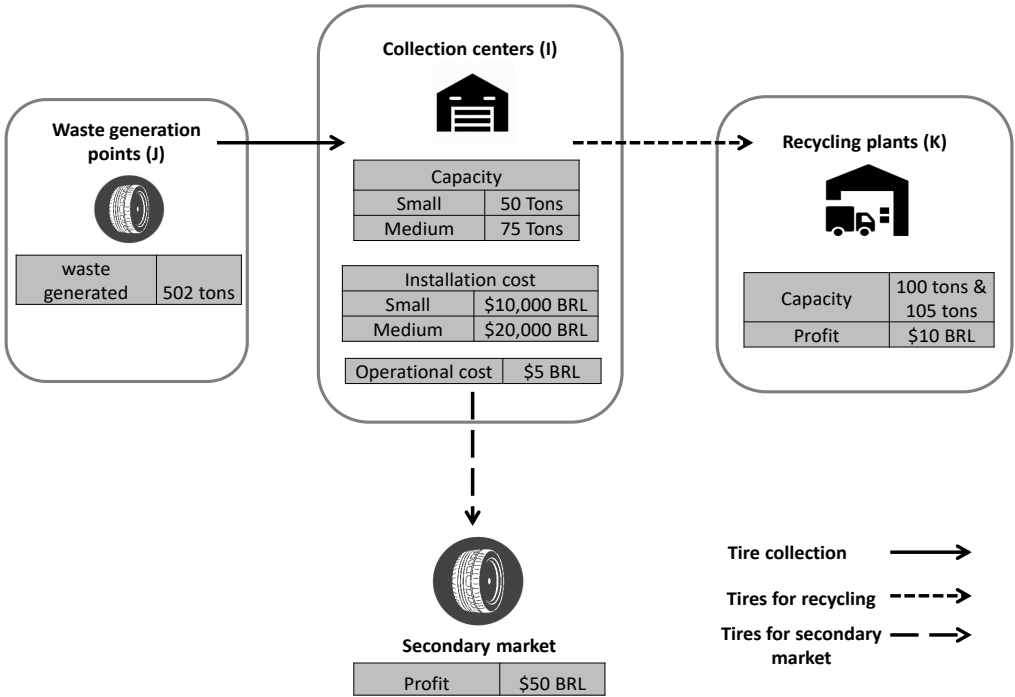 Collection centers (I)
Waste generation
points (J)
waste
generated
502 tons
Capacity
Small 50 Tons
Medium 75 Tons
Installation cost
Small $10,000 BRL
Medium $20,000 BRL
Operational cost $5 BRL
Recycling plants (K)
Capacity
100 tons &
105 tons
Profit $10 BRL
Secondary market
Profit $50 BRL
Tire collection
Tires for recycling
Tires for secondary
market